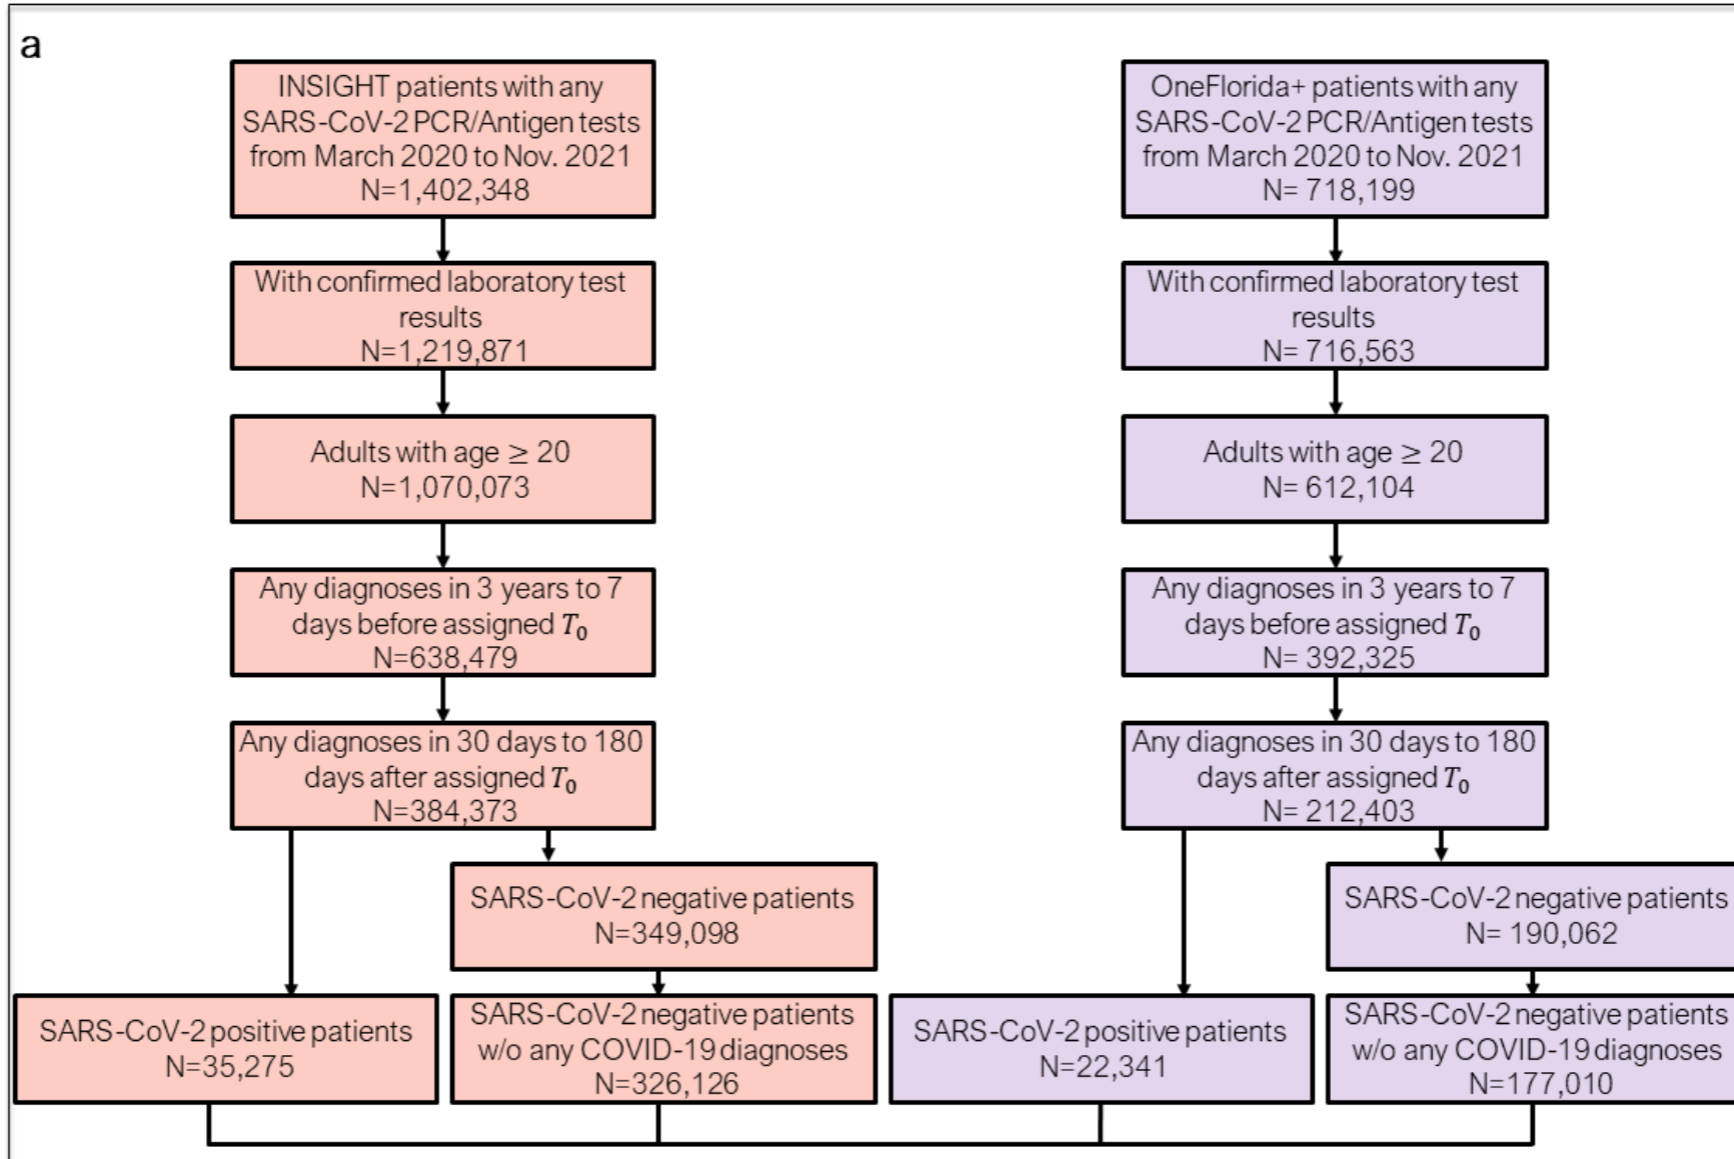 a
INSIGHT patients with any
SARS-CoV-2 PCR/Antigen tests
from March 2020 to Nov. 2021
N=1,402,348
With confirmed laboratory test
results
N=1,219,871
Adults with age ≥ 20
N=1,070,073
Any diagnoses in 3 years to 7
days before assigned T₀
N=638,479
Any diagnoses in 30 days to 180
days after assigned T₀
N=384,373
SARS-CoV-2 negative patients
N=349,098
SARS-CoV-2 positive patients
N=35,275
SARS-CoV-2 negative patients
w/o any COVID-19 diagnoses
N=326,126
OneFlorida+ patients with any
SARS-CoV-2 PCR/Antigen tests
from March 2020 to Nov. 2021
N= 718,199
With confirmed laboratory test
results
N= 716,563
Adults with age ≥ 20
N= 612,104
Any diagnoses in 3 years to 7
days before assigned T₀
N= 392,325
Any diagnoses in 30 days to 180
days after assigned T₀
N= 212,403
SARS-CoV-2 negative patients
N= 190,062
SARS-CoV-2 positive patients
N=22,341
SARS-CoV-2 negative patients
w/o any COVID-19 diagnoses
N=177,010